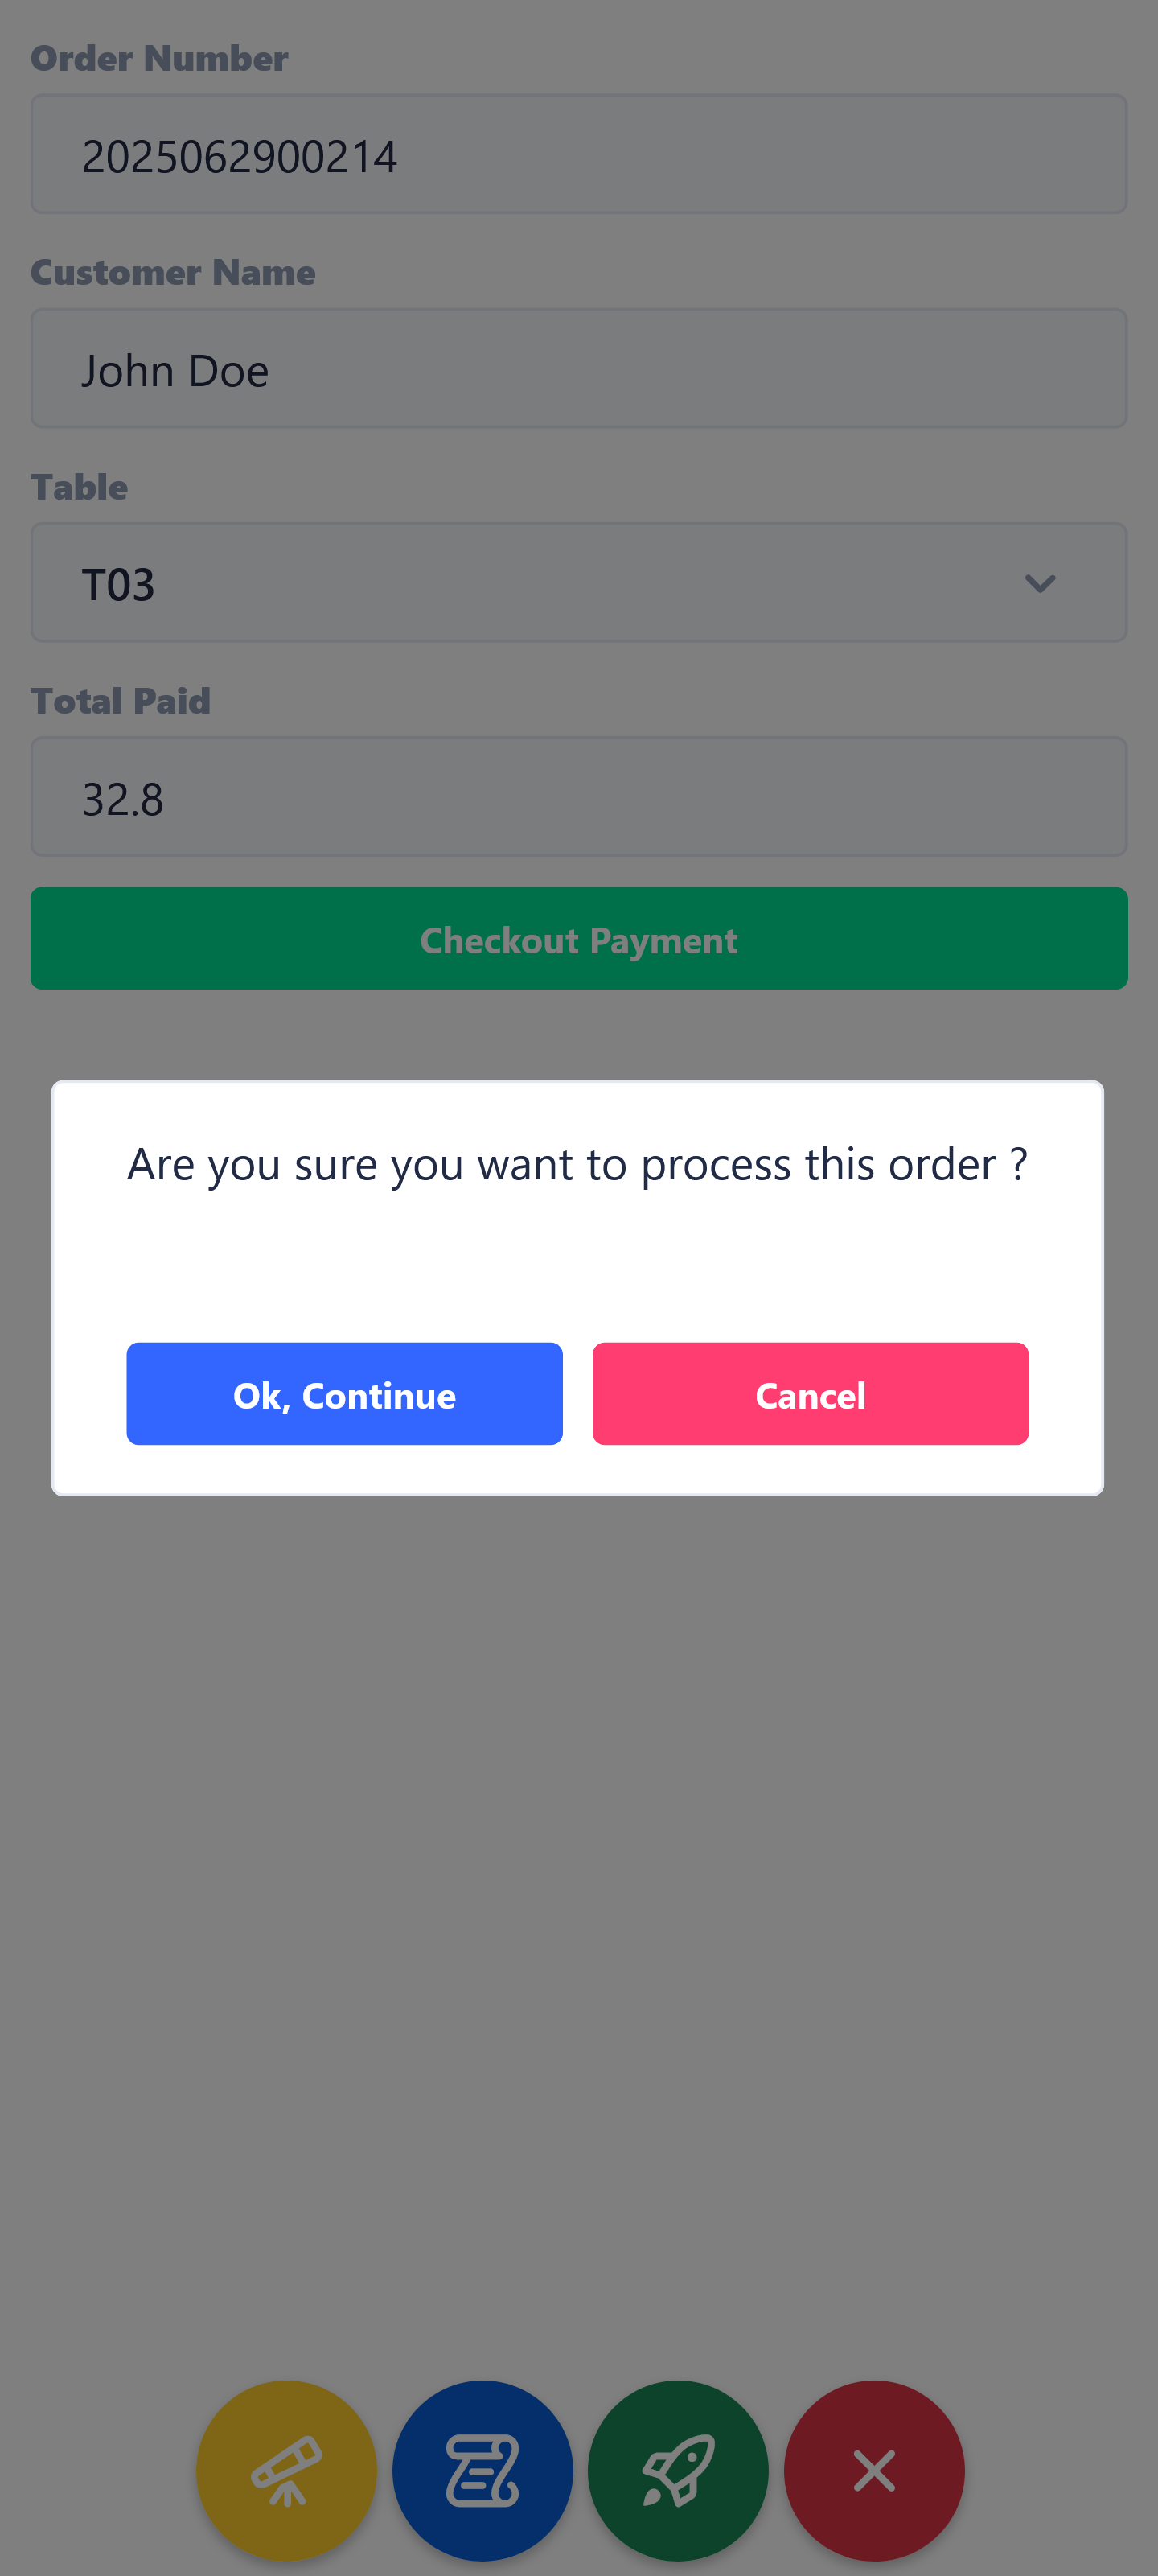 Order Number
2025062900214
Customer Name
John Doe
Table
T03
Total Paid
32.8
Checkout Payment
Are you sure you want to process this order ?
Ok, Continue
Cancel